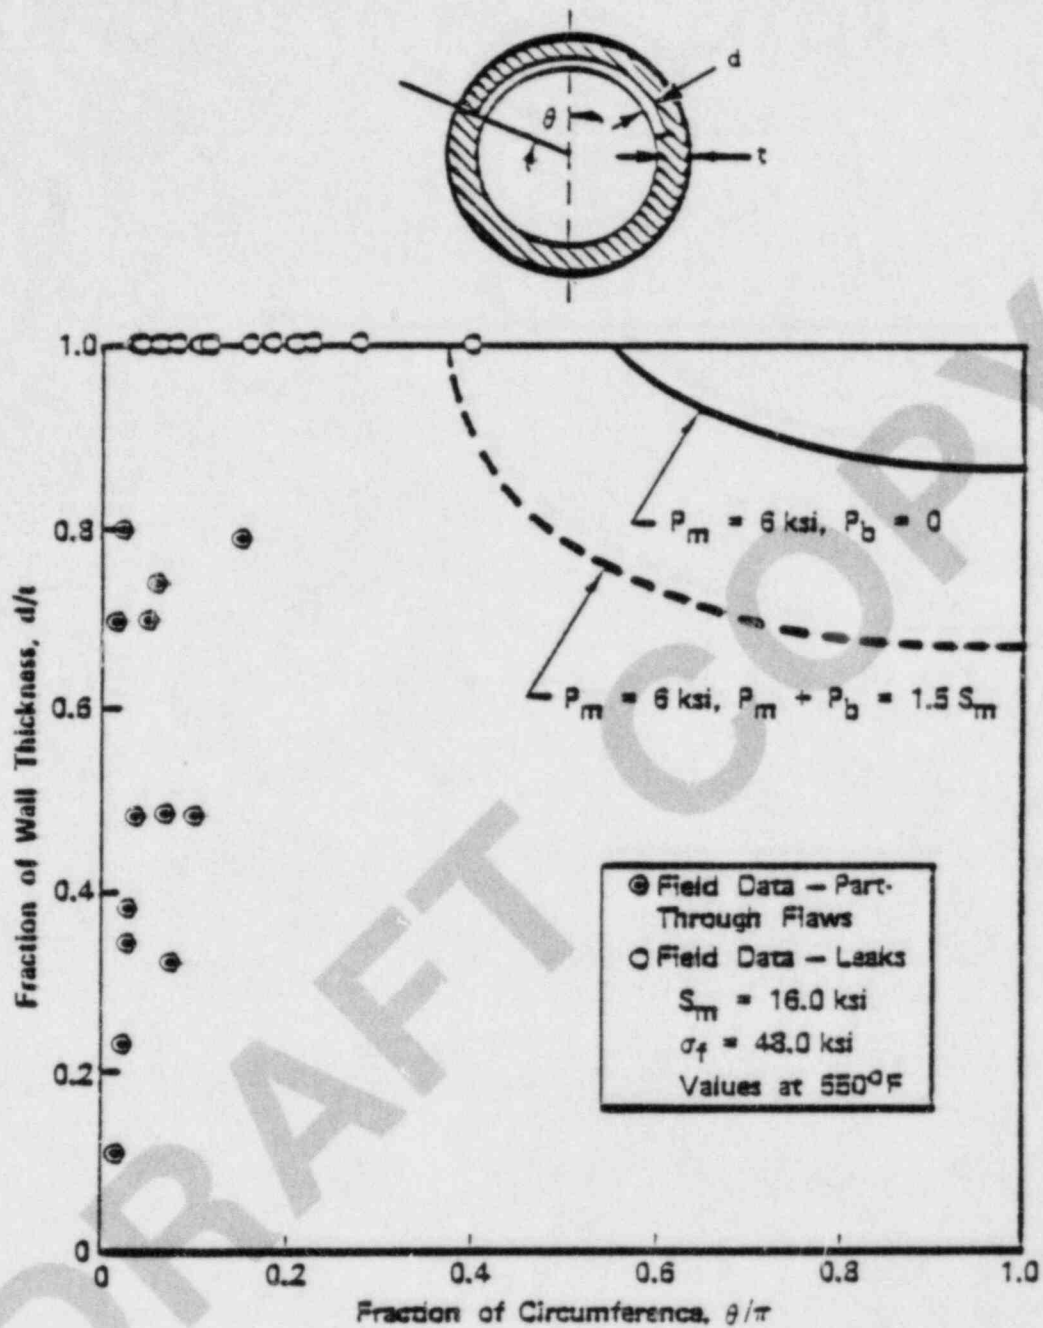 θ
d
t
1.0
0.8
0.6
0.4
0.2
0
Fraction of Wall Thickness, d/t
P_m = 6 ksi, P_b = 0
P_m = 6 ksi, P_m + P_b = 1.5 S_m
Field Data – Part-
Through Flaws
Field Data – Leaks
S_m = 16.0 ksi
σ_f = 48.0 ksi
Values at 550°F
0 0.2 0.4 0.6 0.8 1.0
Fraction of Circumference, θ/π
DRAFT COPY